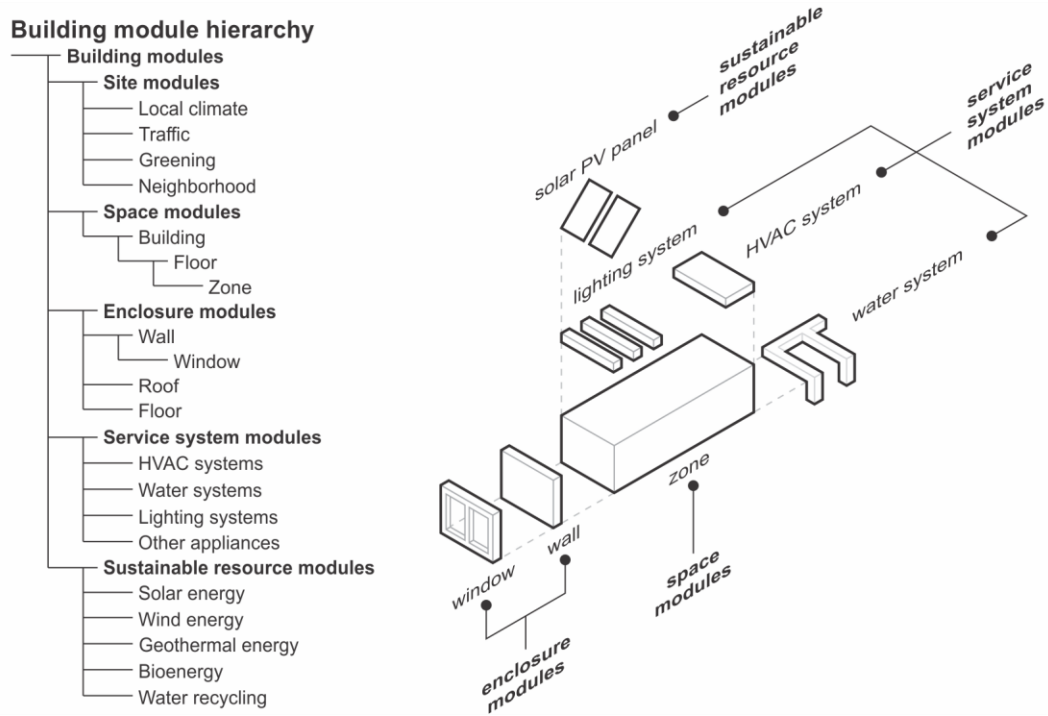 Building module hierarchy
Building modules
Site modules
Local climate
Traffic
Greening
Neighborhood
Space modules
Building
Floor
Zone
Enclosure modules
Wall
Window
Roof
Floor
Service system modules
HVAC systems
Water systems
Lighting systems
Other appliances
Sustainable resource modules
Solar energy
Wind energy
Geothermal energy
Bioenergy
Water recycling
sustainable
resource
modules
service
system
modules
solar PV panel
lighting system
HVAC system
water system
zone
space
modules
wall
window
enclosure
modules